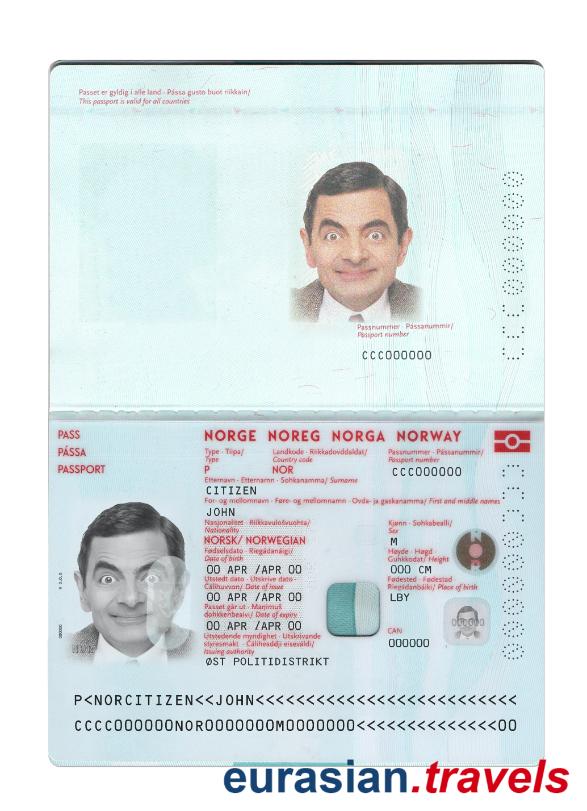 Passet er gyldig i alle land · Pássa gusto buot riikkain/
This passport is valid for all countries
Passnummer · Pássanummir/
Passport number
CCC000000
PASS
PÁSSA
PASSPORT
NORGE NOREG NORGA NORWAY
Type · Tiipa/
Type
P
Landkode · Riikkadovddaldat/
Country code
NOR
Passnummer · Pássanummir/
Passport number
CCC000000
Etternavn · Etternamn · Sohkanamma/ Surname
CITIZEN
For- og mellomnavn · Føre- og mellomnamn · Ovda- ja gaskanamma/ First and middle names
JOHN
Nasjonalitet · Riikkavulošvuohta/
Nationality
NORSK/ NORWEGIAN
Kjønn · Sohkabealli/
Sex
M
Fødselsdato · Riegádanáigi/
Date of birth
00 APR /APR 00
Høyde · Høgd ·
Guhkkodat/ Height
000 CM
Utstedt dato · Utskrive dato ·
Date of issue
00 APR /APR 00
Fødested · Fødestad
Riegádanbáiki/ Place of birth
LBY
Passet går ut · Manjimuš
dohkkenbeaivi/ Date of expiry
00 APR /APR 00
CAN
000000
Utstedende myndighet · Utskrivande
styresmakt ·
Issuing authority
ØST POLITIDISTRIKT
P<NORCITIZEN<<JOHN<<<<<<<<<<<<<<<<<<<<<<<<<<
CCCC000000NOR0000000M0000000<<<<<<<<<<<<<<00
eurasian.travels